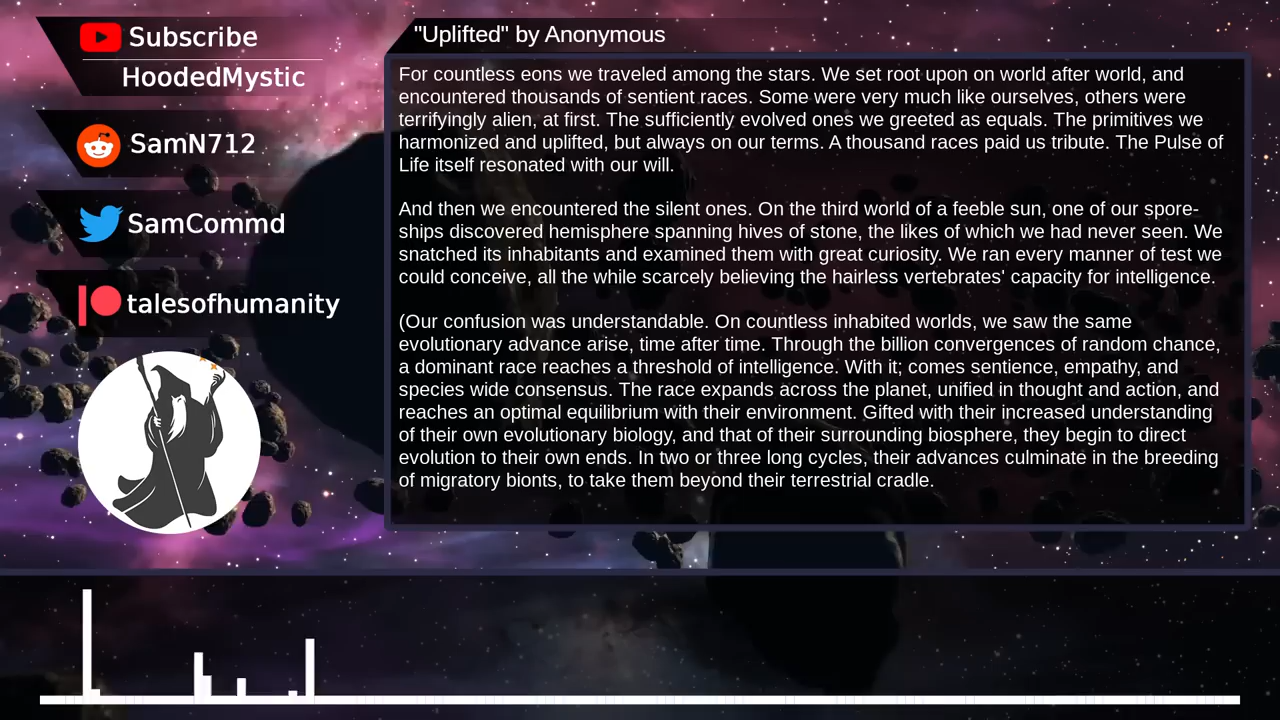 Subscribe
HoodedMystic
SamN712
SamCommd
talesofhumanity
"Uplifted" by Anonymous
For countless eons we traveled among the stars. We set root upon on world after world, and
encountered thousands of sentient races. Some were very much like ourselves, others were
terrifyingly alien, at first. The sufficiently evolved ones we greeted as equals. The primitives we
harmonized and uplifted, but always on our terms. A thousand races paid us tribute. The Pulse of
Life itself resonated with our will.
And then we encountered the silent ones. On the third world of a feeble sun, one of our spore-
ships discovered hemisphere spanning hives of stone, the likes of which we had never seen. We
snatched its inhabitants and examined them with great curiosity. We ran every manner of test we
could conceive, all the while scarcely believing the hairless vertebrates' capacity for intelligence.
(Our confusion was understandable. On countless inhabited worlds, we saw the same
evolutionary advance arise, time after time. Through the billion convergences of random chance,
a dominant race reaches a threshold of intelligence. With it; comes sentience, empathy, and
species wide consensus. The race expands across the planet, unified in thought and action, and
reaches an optimal equilibrium with their environment. Gifted with their increased understanding
of their own evolutionary biology, and that of their surrounding biosphere, they begin to direct
evolution to their own ends. In two or three long cycles, their advances culminate in the breeding
of migratory bionts, to take them beyond their terrestrial cradle.